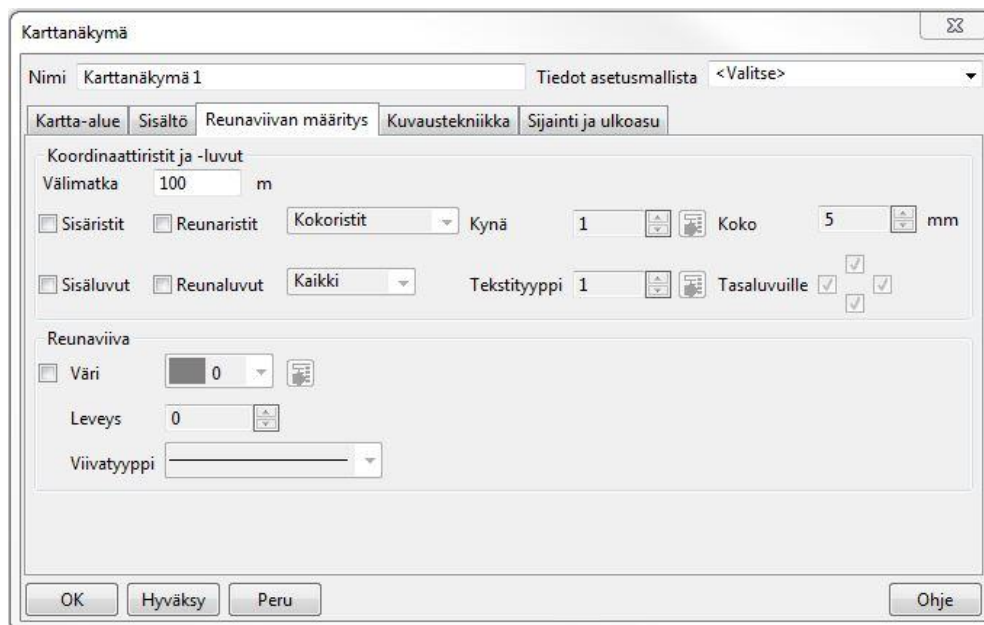 Karttanäkymä
Nimi Karttanäkymä 1 Tiedot asetusmallista <Valitse>
Kartta-alue Sisältö Reunaviivan määritys Kuvaustekniikka Sijainti ja ulkoasu
Koordinaattiristit ja -luvut
Välimatka 100 m
Sisäristit Reunaristit Kokoristit Kynä 1 Koko 5 mm
Sisäluvut Reunaluvut Kaikki Tekstityyppi 1 Tasaluvuille
Reunaviiva
Väri 0
Leveys 0
Viivatyyppi
OK Hyväksy Peru Ohje